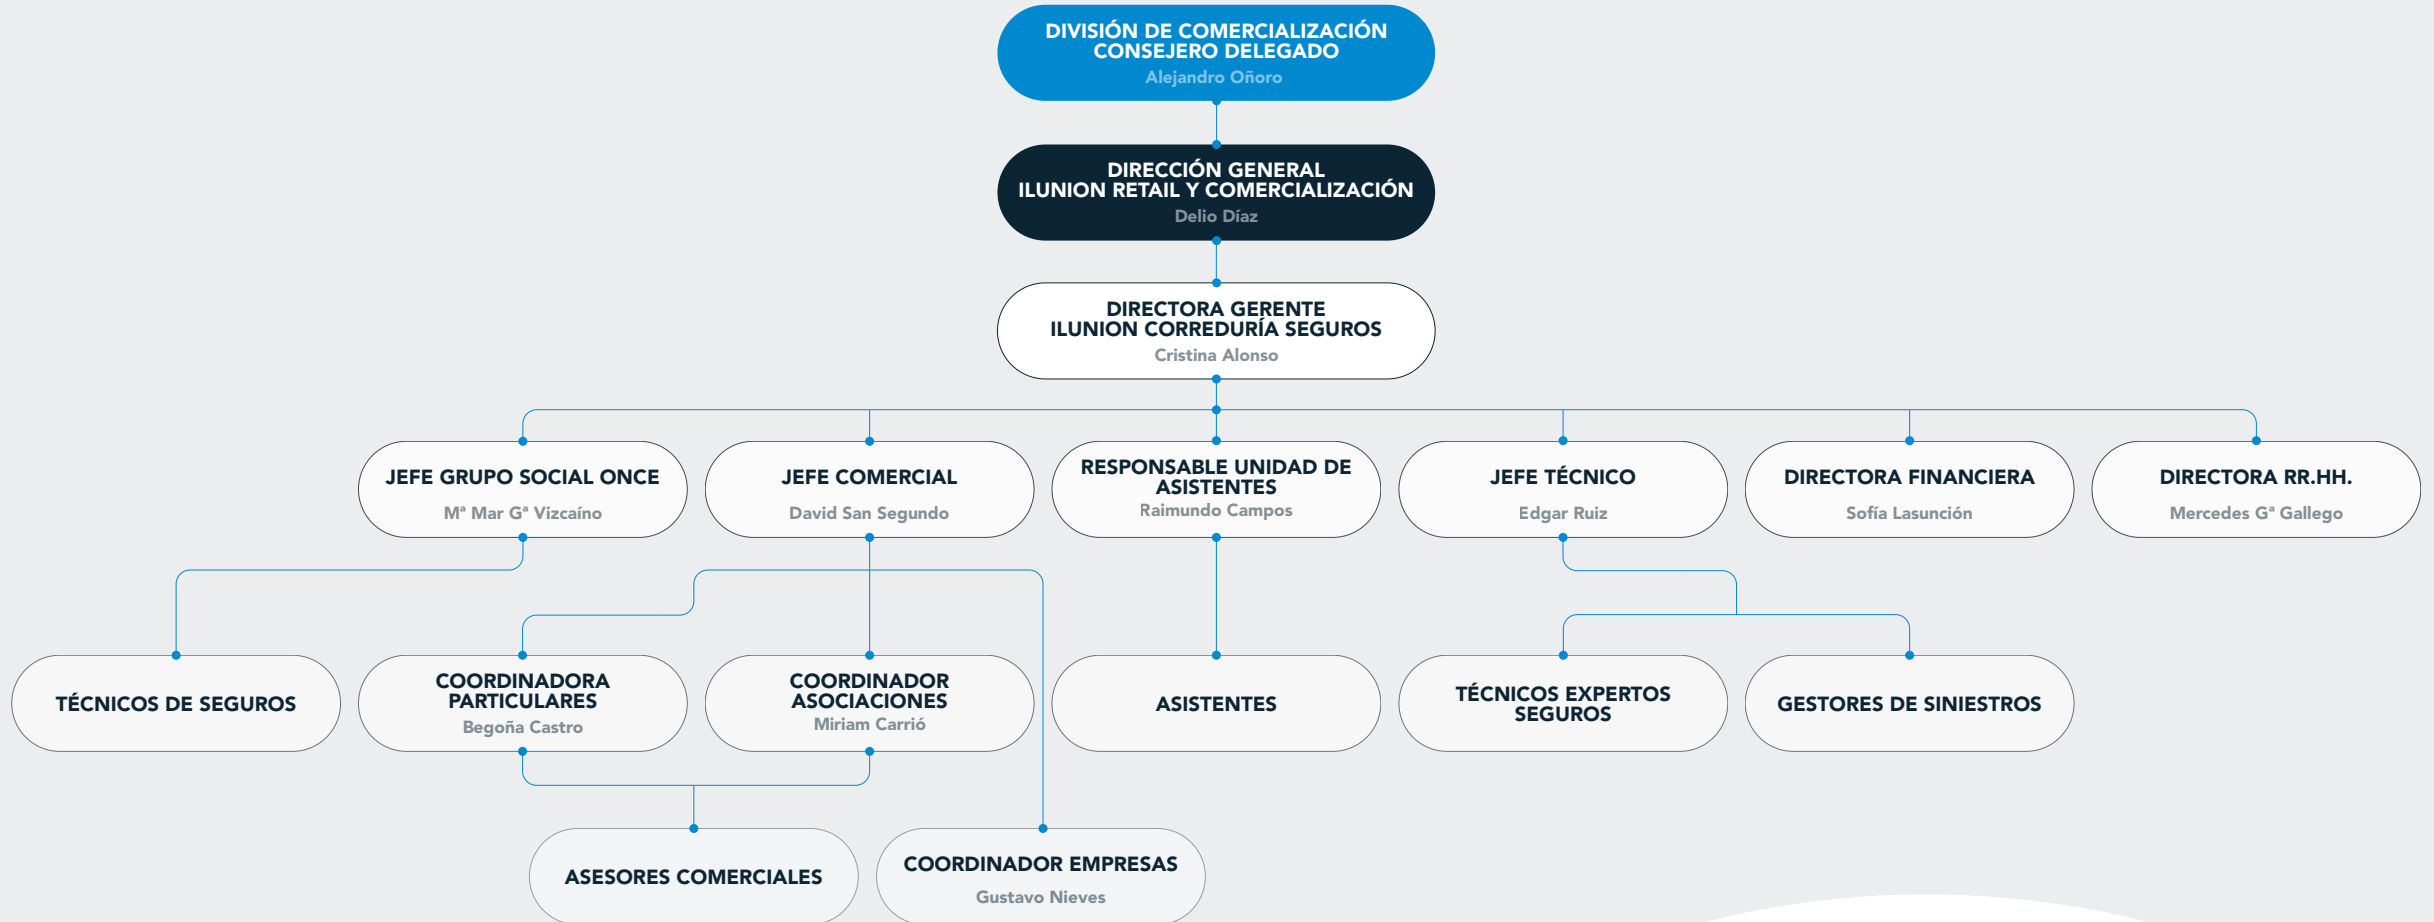 DIVISIÓN DE COMERCIALIZACIÓN
CONSEJERO DELEGADO
Alejandro Oñoro
DIRECCIÓN GENERAL
ILUNION RETAIL Y COMERCIALIZACIÓN
Delio Díaz
DIRECTORA GERENTE
ILUNION CORREDURÍA SEGUROS
Cristina Alonso
JEFE GRUPO SOCIAL ONCE
Mª Mar Gª Vizcaíno
JEFE COMERCIAL
David San Segundo
RESPONSABLE UNIDAD DE
ASISTENTES
Raimundo Campos
JEFE TÉCNICO
Edgar Ruiz
DIRECTORA FINANCIERA
Sofía Lasunción
DIRECTORA RR.HH.
Mercedes Gª Gallego
TÉCNICOS DE SEGUROS
COORDINADORA
PARTICULARES
Begoña Castro
COORDINADOR
ASOCIACIONES
Miriam Carrió
ASISTENTES
TÉCNICOS EXPERTOS
SEGUROS
GESTORES DE SINIESTROS
ASESORES COMERCIALES
COORDINADOR EMPRESAS
Gustavo Nieves